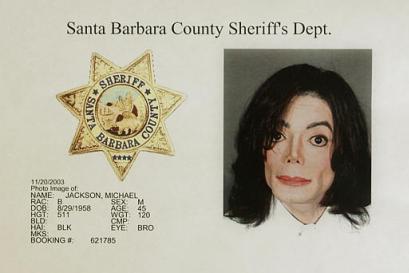 Santa Barbara County Sheriff's Dept.
SHERIFF
SANTA BARBARA COUNTY
11/20/2003
Photo Image of:
NAME: JACKSON, MICHAEL
RAC: B SEX: M
DOB: 8/29/1958 AGE: 45
HGT: 511 WGT: 120
BLD: CMP:
HAI: BLK EYE: BRO
MKS:
BOOKING #: 621785